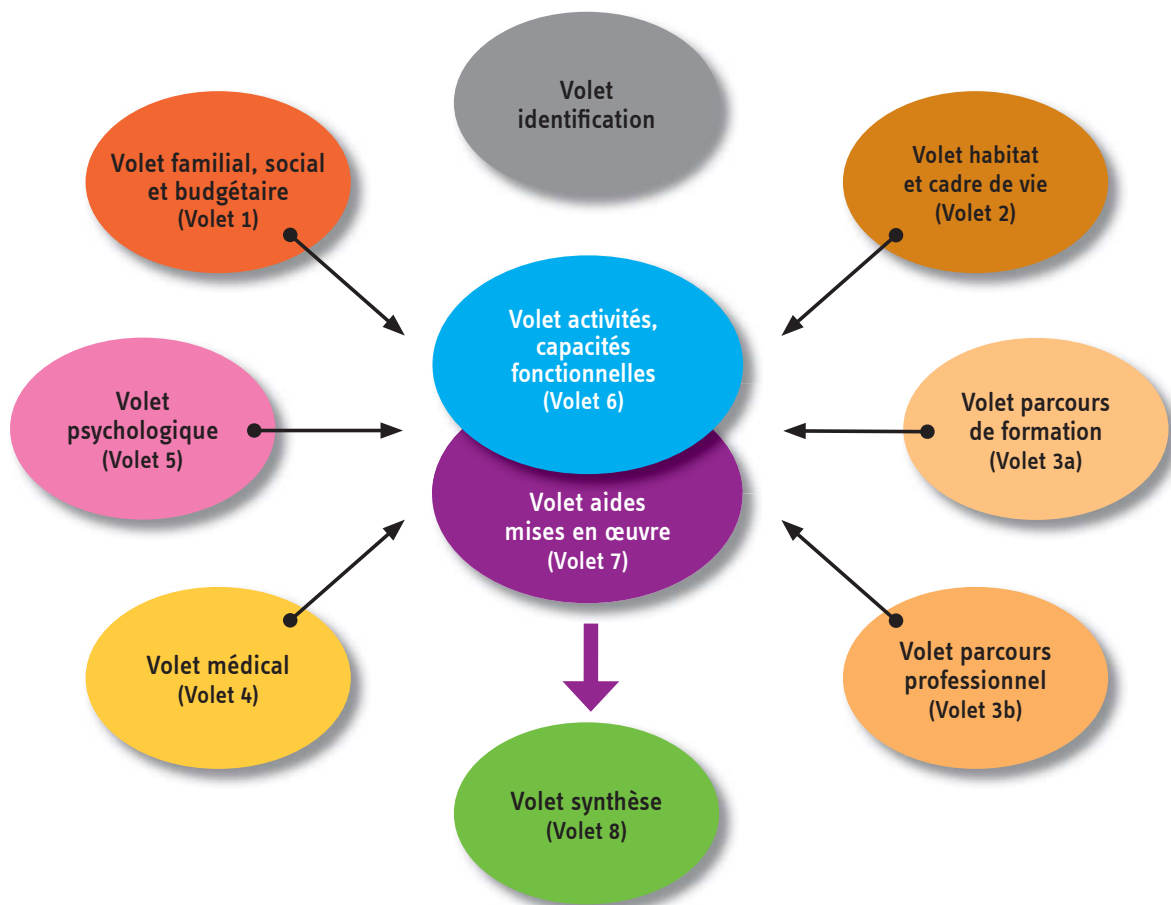 Volet
identification
Volet familial, social
et budgétaire
(Volet 1)
Volet habitat
et cadre de vie
(Volet 2)
Volet activités,
capacités
fonctionnelles
(Volet 6)
Volet
psychologique
(Volet 5)
Volet parcours
de formation
(Volet 3a)
Volet aides
mises en œuvre
(Volet 7)
Volet médical
(Volet 4)
Volet parcours
professionnel
(Volet 3b)
Volet synthèse
(Volet 8)